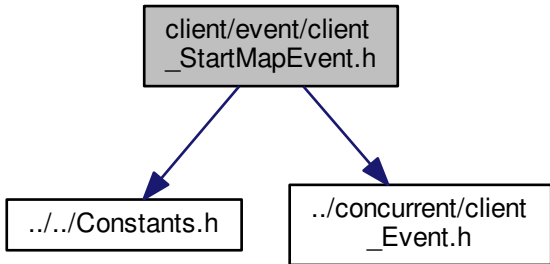 client/event/client
_StartMapEvent.h
../../Constants.h
../concurrent/client
_Event.h